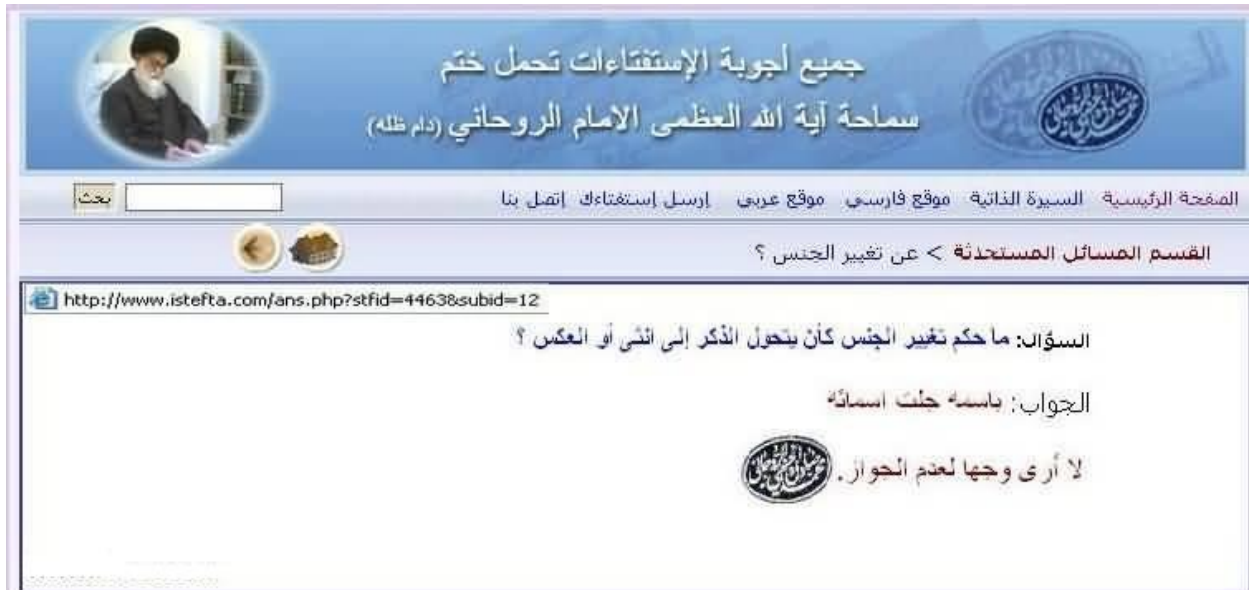 جميع أجوبة الإستفتاءات تحمل ختم
سماحة آية الله العظمى الامام الروحاني (دام ظله)
الصفحة الرئيسية السيرة الذاتية موقع فارسي موقع عربي إرسل إستفتاءك إتصل بنا بحث
القسم المسائل المستحدثة > عن تغيير الجنس ؟
http://www.istefta.com/ans.php?stfid=4463&subid=12
السؤال: ما حكم تغيير الجنس كأن يتحول الذكر إلى انثى أو العكس ؟
الجواب: باسمه جلت اسمائه
لا أرى وجها لعدم الجواز.